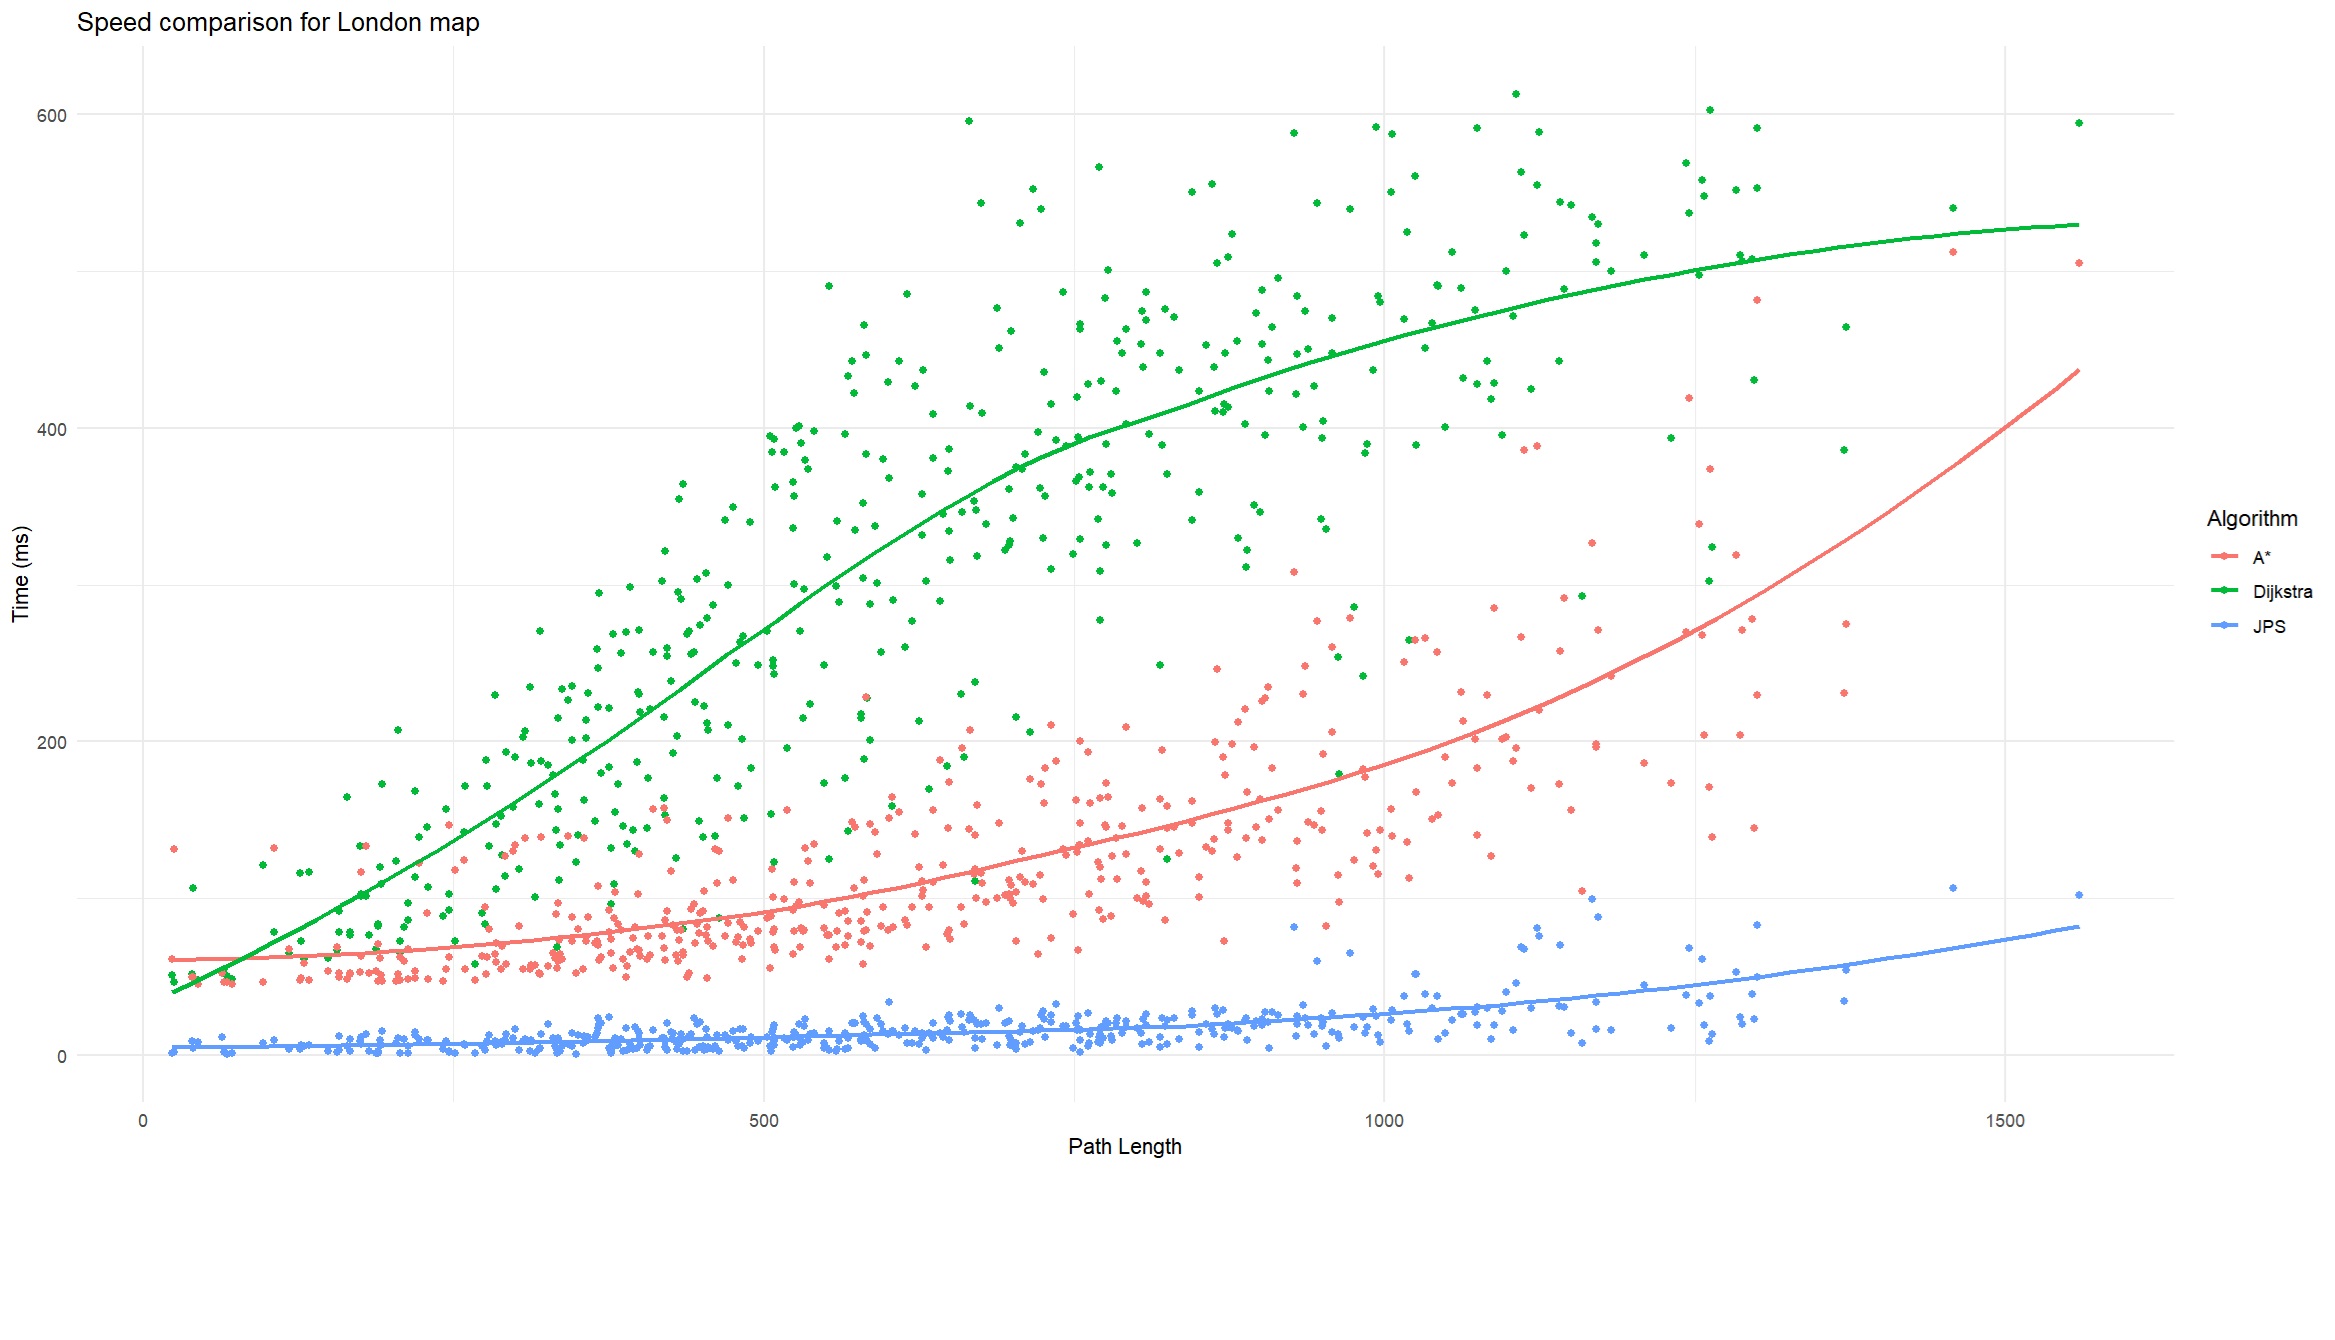 Speed comparison for London map
600
400
200
0
Time (ms)
0
500
1000
1500
Path Length
Algorithm
A*
Dijkstra
JPS